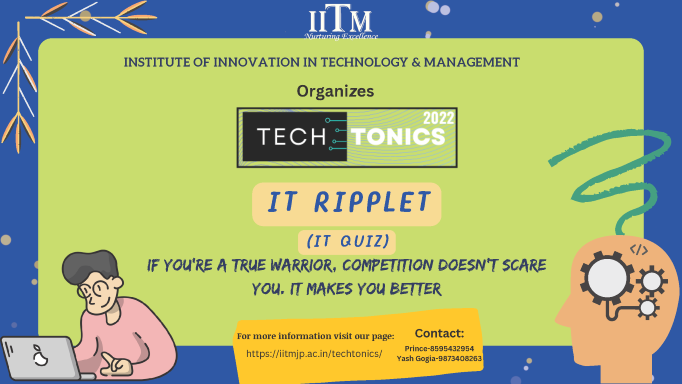 IITM
Nurturing Excellence
INSTITUTE OF INNOVATION IN TECHNOLOGY & MANAGEMENT
Organizes
2022
TECH TONICS
IT RIPPLET
(IT QUIZ)
IF YOU'RE A TRUE WARRIOR, COMPETITION DOESN'T SCARE
YOU. IT MAKES YOU BETTER
</>
For more information visit our page:
https://iitmjp.ac.in/techtonics/
Contact:
Prince-8595432954
Yash Gogia-9873408263